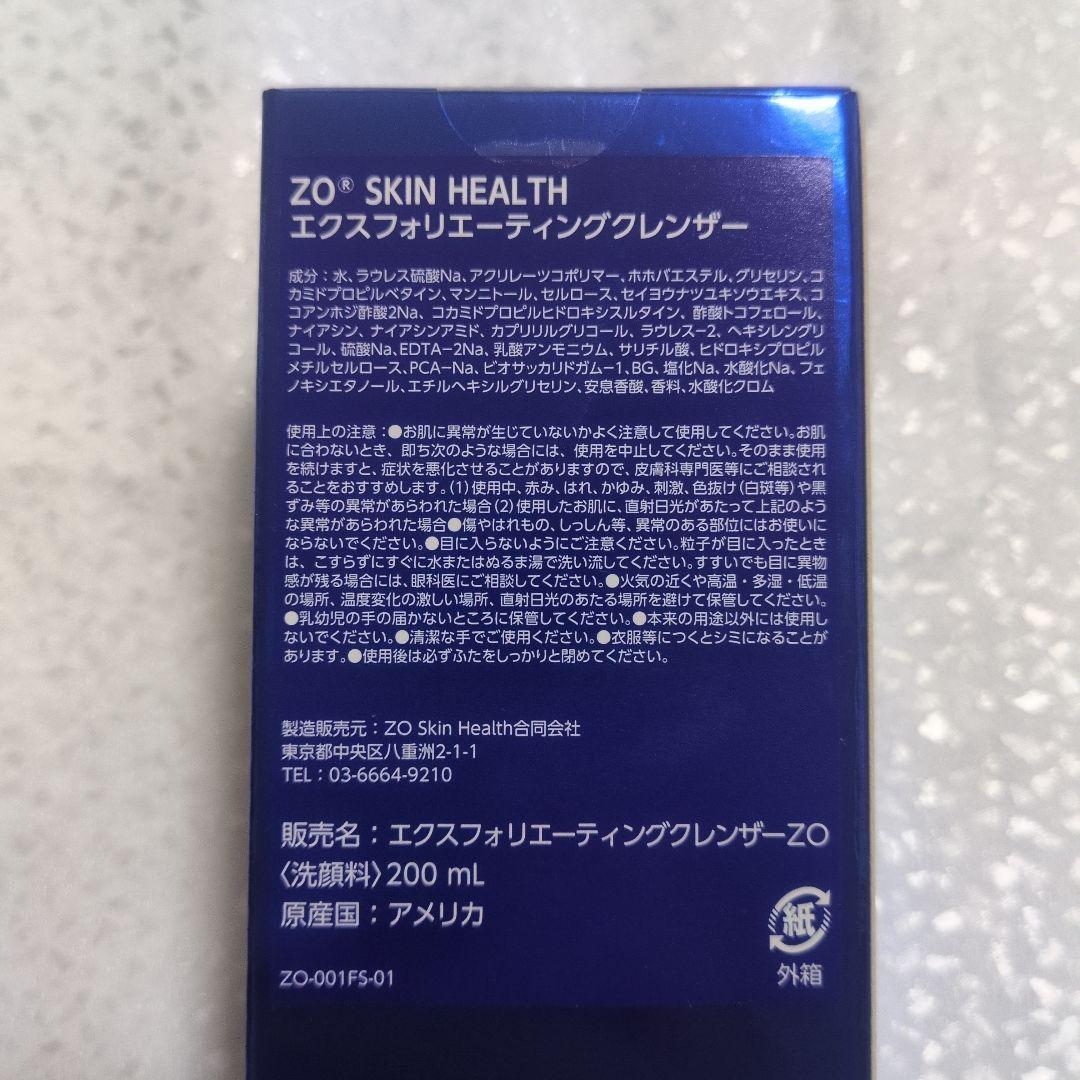 ZO® SKIN HEALTH
エクスフォリエーティングクレンザー
成分：水、ラウレス硫酸Na、アクリレーツコポリマー、ホホバエステル、グリセリン、コ
カミドプロピルベタイン、マンニトール、セルロース、セイヨウナツユキソウエキス、コ
コアンホジ酢酸2Na、コカミドプロピルヒドロキシスルタイン、酢酸トコフェロール、
ナイアシン、ナイアシンアミド、カプリリルグリコール、ラウレス−2、ヘキシレングリ
コール、硫酸Na、EDTA−2Na、乳酸アンモニウム、サリチル酸、ヒドロキシプロピル
メチルセルロース、PCA−Na、ビオサッカリドガム−1、BG、塩化Na、水酸化Na、フェ
ノキシエタノール、エチルヘキシルグリセリン、安息香酸、香料、水酸化クロム
使用上の注意：●お肌に異常が生じていないかよく注意して使用してください。お肌
に合わないとき、即ち次のような場合には、使用を中止してください。そのまま使用
を続けますと、症状を悪化させることがありますので、皮膚科専門医等にご相談され
ることをおすすめします。（1）使用中、赤み、はれ、かゆみ、刺激、色抜け（白斑等）や黒
ずみ等の異常があらわれた場合（2）使用したお肌に、直射日光があたって上記のよう
な異常があらわれた場合●傷やはれもの、しっしん等、異常のある部位にはお使いに
ならないでください。●目に入らないようにご注意ください。粒子が目に入ったとき
は、こすらずにすぐに水またはぬるま湯で洗い流してください。すすいでも目に異物
感が残る場合には、眼科医にご相談してください。●火気の近くや高温・多湿・低温
の場所、温度変化の激しい場所、直射日光のあたる場所を避けて保管してください。
●乳幼児の手の届かないところに保管してください。●本来の用途以外には使用し
ないでください。●清潔な手でご使用ください。●衣服等につくとシミになることが
あります。●使用後は必ずふたをしっかりと閉めてください。
製造販売元：ZO Skin Health合同会社
東京都中央区八重洲2-1-1
TEL：03-6664-9210
販売名：エクスフォリエーティングクレンザーZO
〈洗顔料〉200 mL
原産国：アメリカ
紙
外箱
ZO-001FS-01